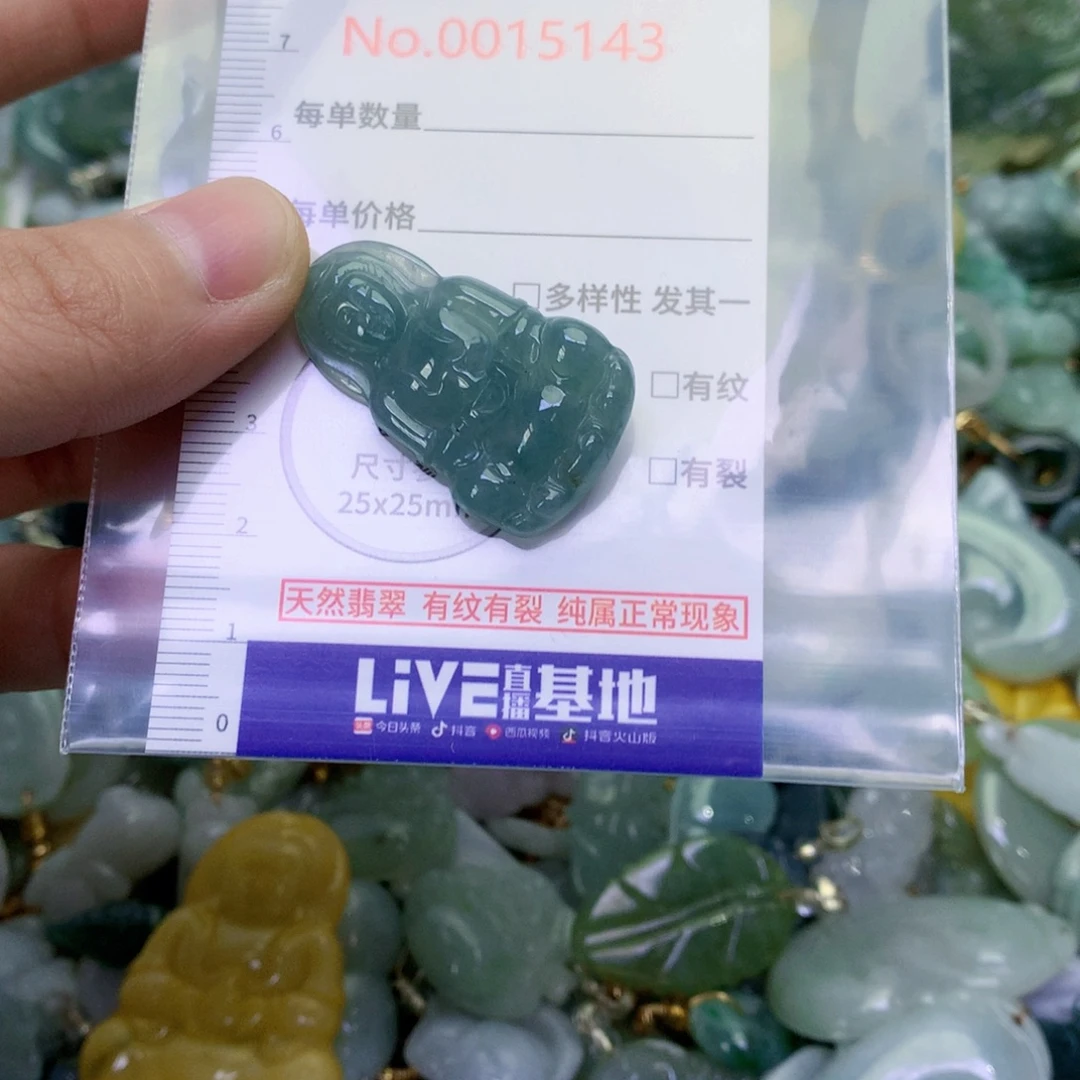 No.0015143
7
每单数量
6
每单价格
□多样性 发其一
□有纹
3
□有裂
尺寸
25x25m
2
天然翡翠 有纹有裂 纯属正常现象
1
LiVE直播基地
0
今日头条 抖音 西瓜视频 抖音火山版